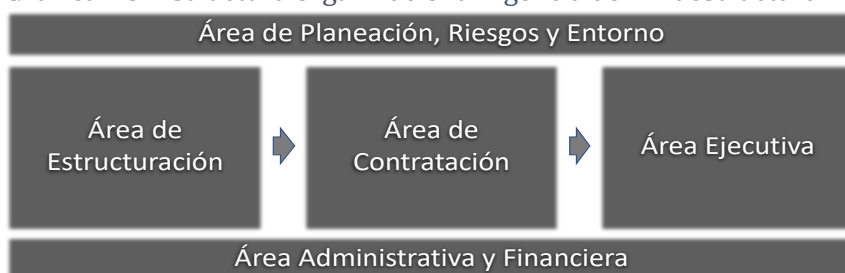 Área de Planeación, Riesgos y Entorno
Área de
Estructuración
Área de
Contratación
Área Ejecutiva
Área Administrativa y Financiera